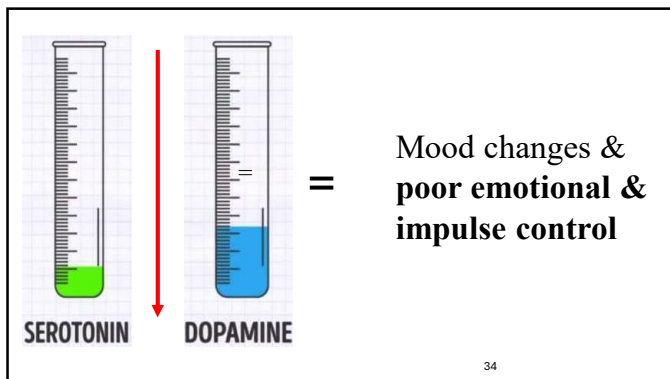 =
=
Mood changes &
poor emotional &
impulse control
SEROTONIN
DOPAMINE
34